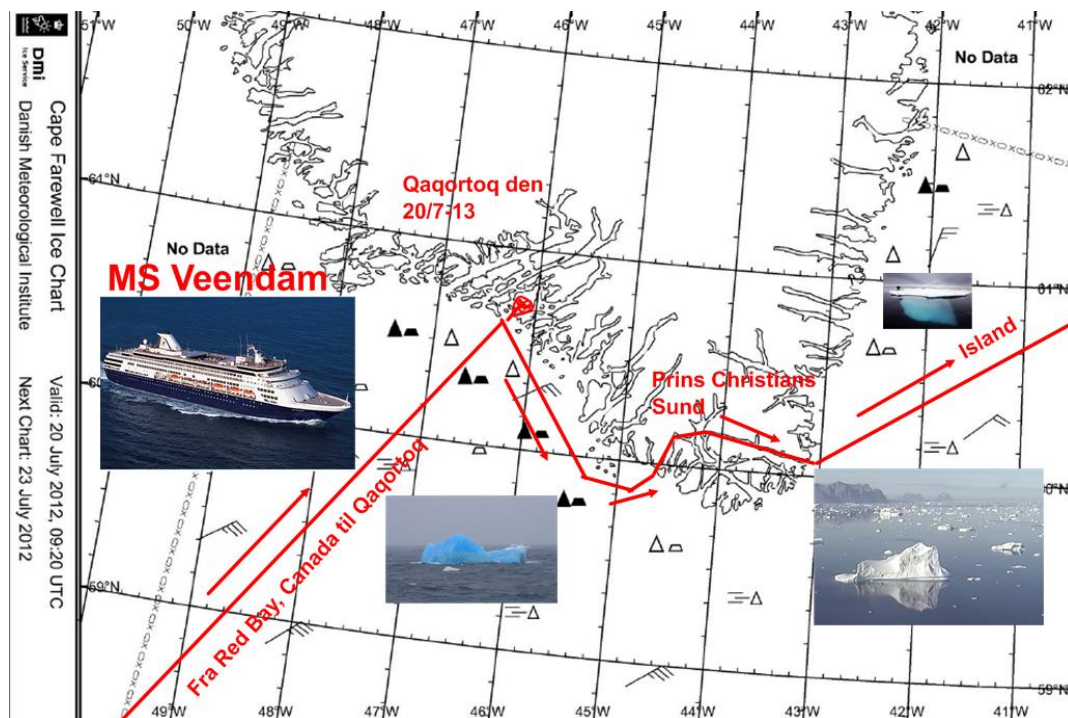 51°W
50°W
49°W
48°W
47°W
46°W
45°W
44°W
43°W
42°W
41°W
No Data
62°N
Dmi
Ice Service
Cape Farewell Ice Chart
Danish Meteorological Institute
Valid: 20 July 2012, 09:20 UTC
Next Chart: 23 July 2012
61°N
Qaqortoq den
20/7-13
No Data
MS Veendam
61°N
Island
Prins Christians
Sund
60°N
Fra Red Bay, Canada til Qaqortoq
60°N
59°N
59°N
49°W
48°W
47°W
46°W
45°W
44°W
43°W
42°W
41°W